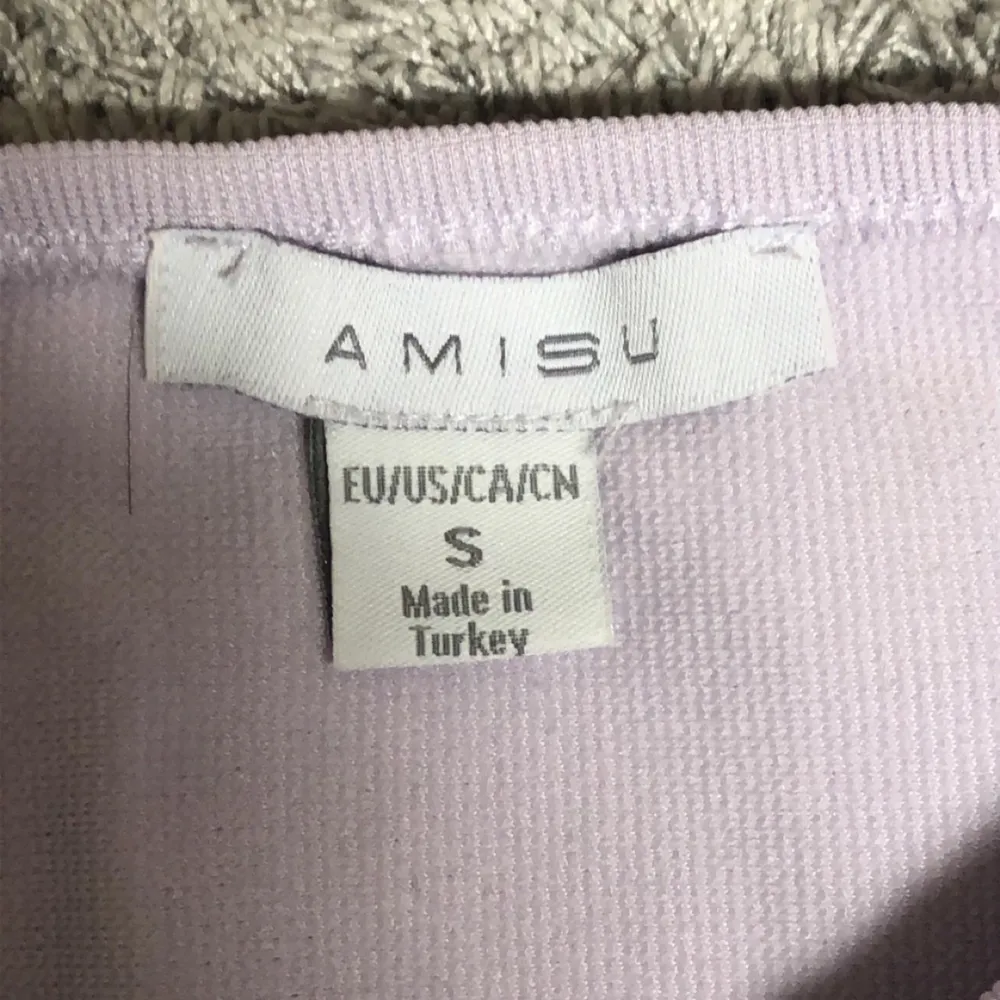 AMISU
EU/US/CA/CN
S
Made in
Turkey